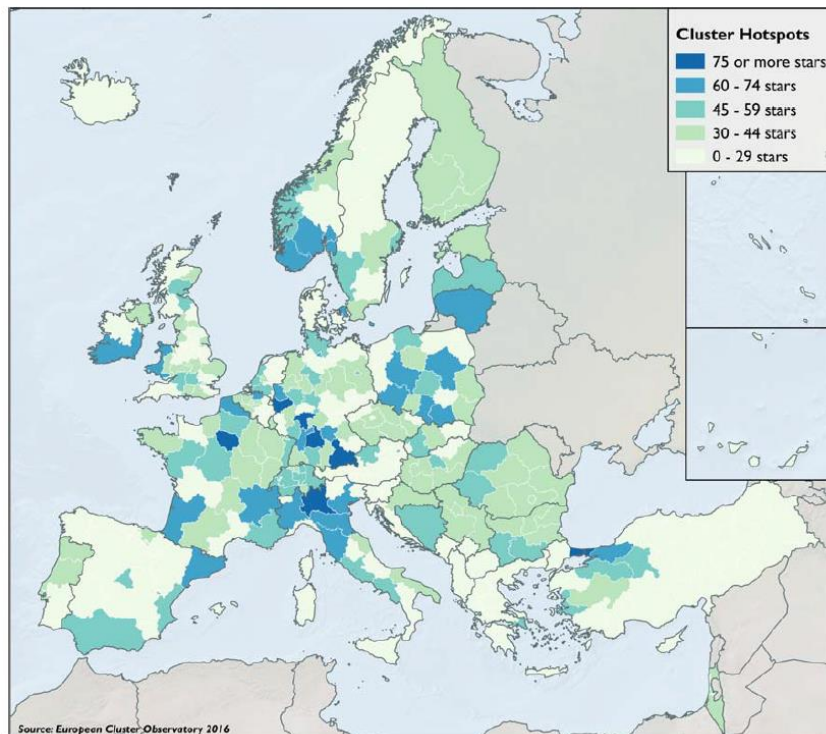 Cluster Hotspots
75 or more stars
60 - 74 stars
45 - 59 stars
30 - 44 stars
0 - 29 stars
Source: European Cluster Observatory 2016